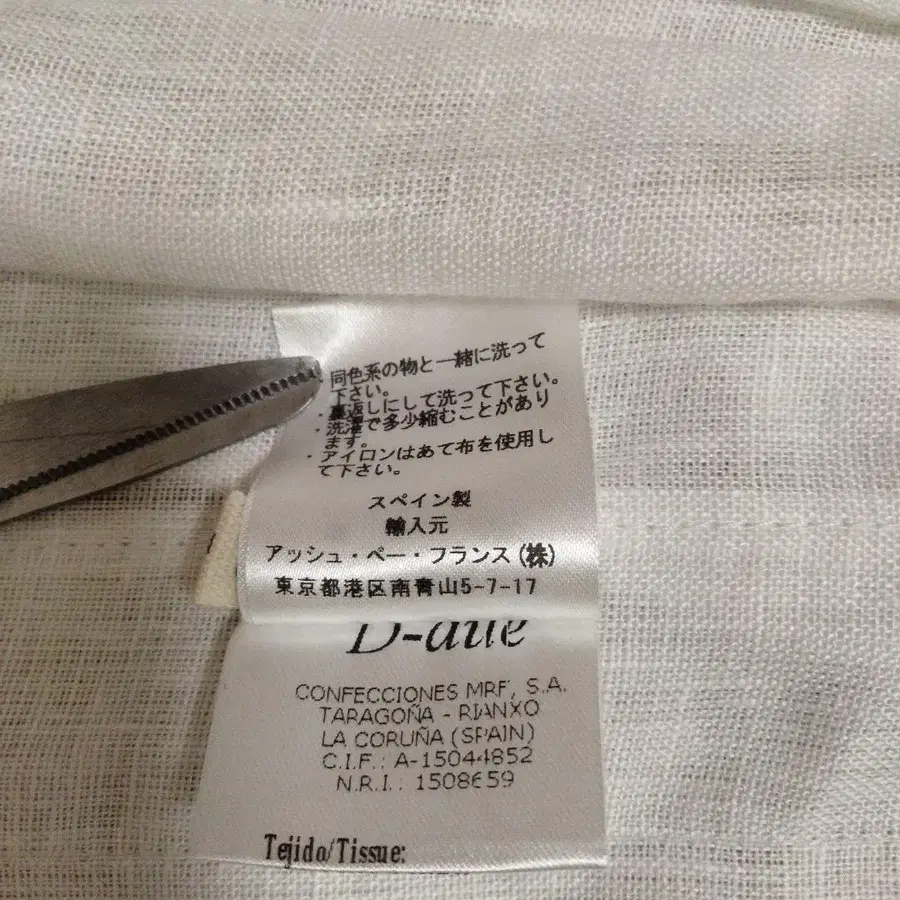 ・同色系の物と一緒に洗って
下さい。
・裏返しにして洗って下さい。
・洗濯で多少縮むことがあり
ます。
・アイロンはあて布を使用し
て下さい。
スペイン製
輸入元
アッシュ・ペー・フランス(株)
東京都港区南青山5-7-17
D-due
CONFECCIONES MRF, S.A.
TARAGOÑA - RIANXO
LA CORUÑA (SPAIN)
C.I.F.: A-15044852
N.R.I.: 1508659
Tejido/Tissue: